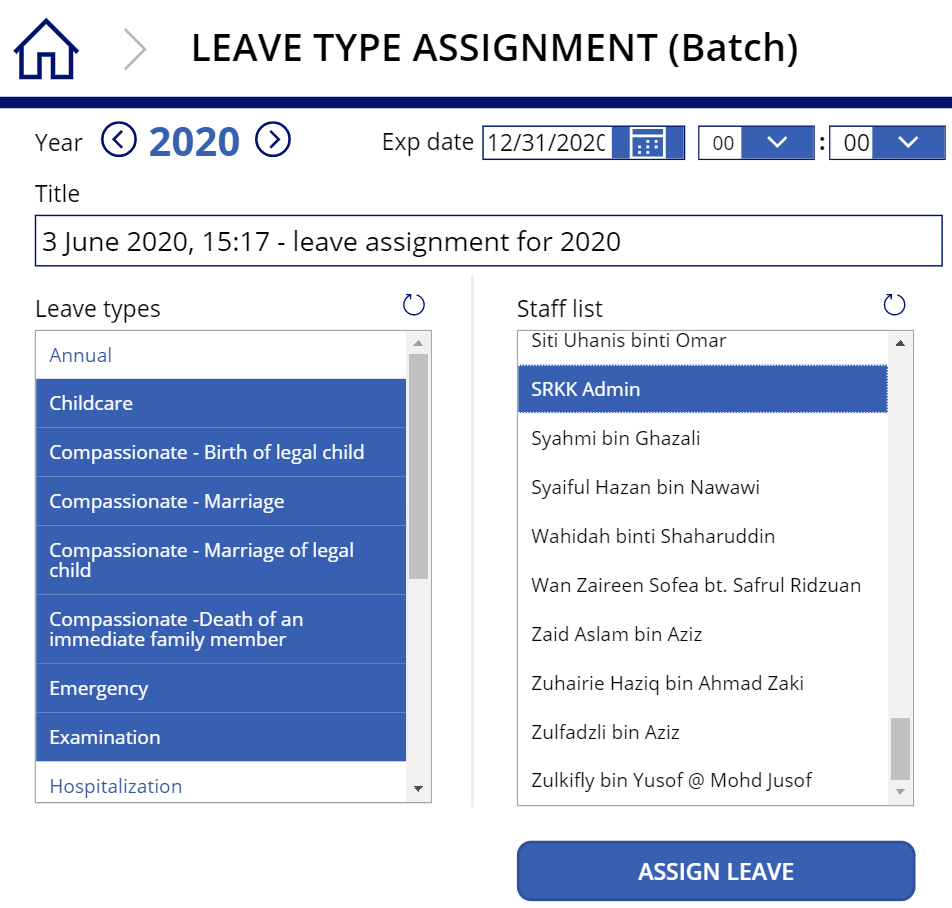 LEAVE TYPE ASSIGNMENT (Batch)
Year 2020 Exp date 12/31/2020 00 : 00
Title
3 June 2020, 15:17 - leave assignment for 2020
Leave types
Annual
Childcare
Compassionate - Birth of legal child
Compassionate - Marriage
Compassionate - Marriage of legal
child
Compassionate -Death of an
immediate family member
Emergency
Examination
Hospitalization
Staff list
Siti Uhanis binti Omar
SRKK Admin
Syahmi bin Ghazali
Syaiful Hazan bin Nawawi
Wahidah binti Shaharuddin
Wan Zaireen Sofea bt. Safrul Ridzuan
Zaid Aslam bin Aziz
Zuhairie Haziq bin Ahmad Zaki
Zulfadzli bin Aziz
Zulkifly bin Yusof @ Mohd Jusof
ASSIGN LEAVE